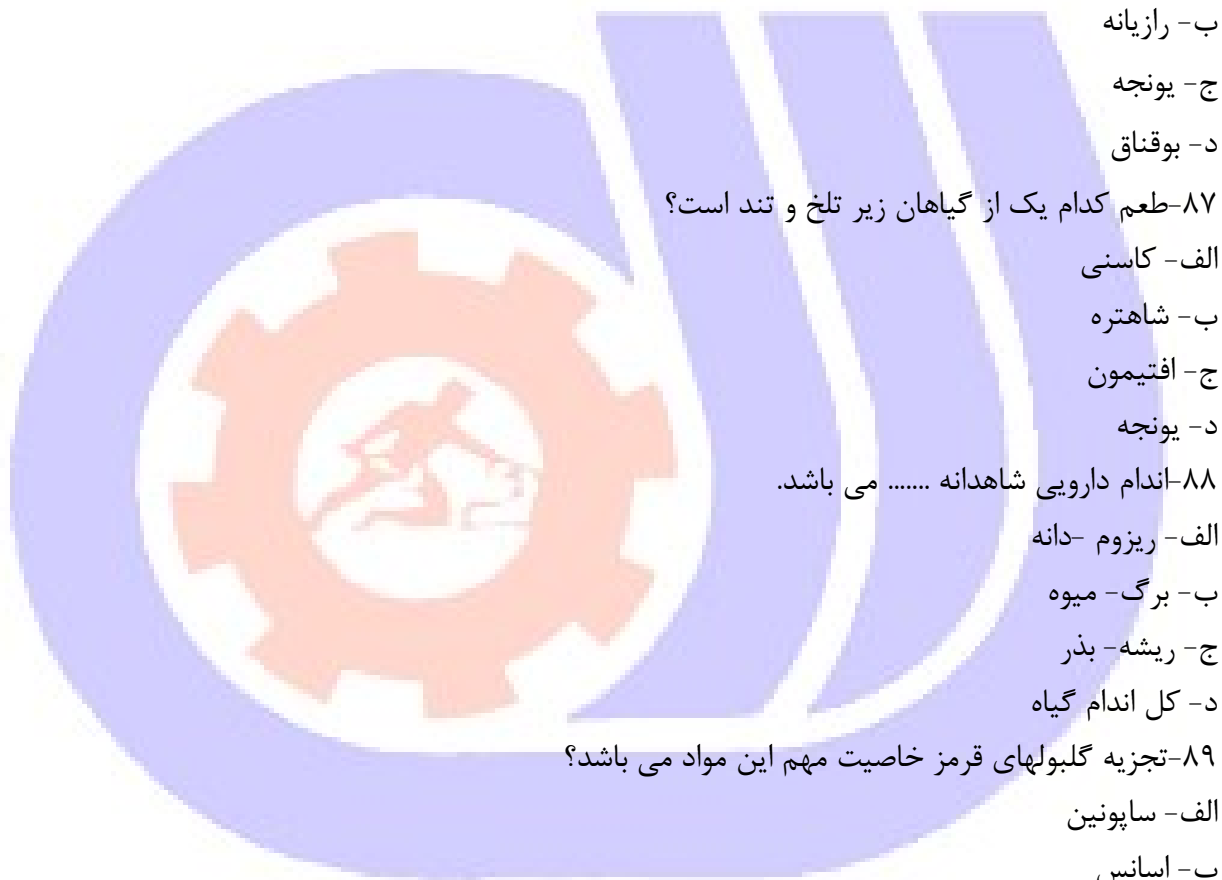 ب- رازیانه
ج- یونجه
د- بوقناق
۸۷-طعم کدام یک از گیاهان زیر تلخ و تند است؟
الف- کاسنی
ب- شاهتره
ج- افتیمون
د- یونجه
۸۸-اندام دارویی شاهدانه ....... می باشد.
الف- ریزوم -دانه
ب- برگ- میوه
ج- ریشه- بذر
د- کل اندام گیاه
۸۹-تجزیه گلبولهای قرمز خاصیت مهم این مواد می باشد؟
الف- ساپونین
ب- اسانس